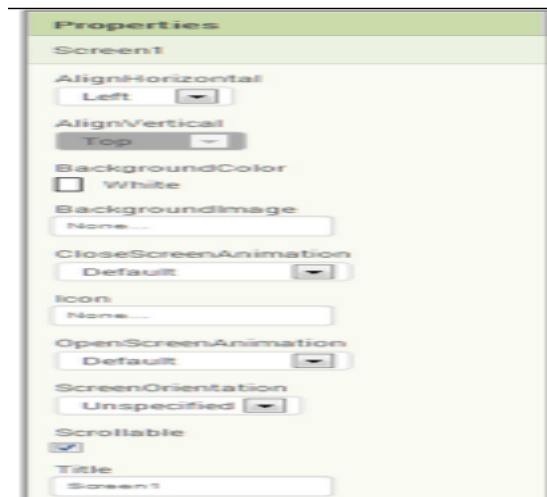 Properties
Screen1
AlignHorizontal
Left
AlignVertical
Top
BackgroundColor
White
BackgroundImage
None...
CloseScreenAnimation
Default
Icon
None...
OpenScreenAnimation
Default
ScreenOrientation
Unspecified
Scrollable
Title
Screen1